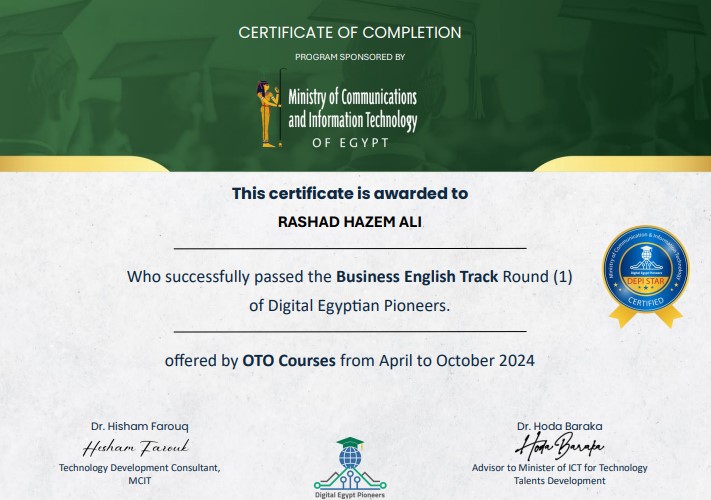 CERTIFICATE OF COMPLETION
PROGRAM SPONSORED BY
Ministry of Communications
and Information Technology
OF EGYPT
This certificate is awarded to
RASHAD HAZEM ALI
Who successfully passed the Business English Track Round (1)
of Digital Egyptian Pioneers.
Ministry of Communication & Information Technology
Digital Egypt Pioneers
DEPI STAR
CERTIFIED
offered by OTO Courses from April to October 2024
Dr. Hisham Farouq
Hisham Farouk
Technology Development Consultant,
MCIT
Dr. Hoda Baraka
Hoda Baraka
Advisor to Minister of ICT for Technology
Talents Development
Digital Egypt Pioneers